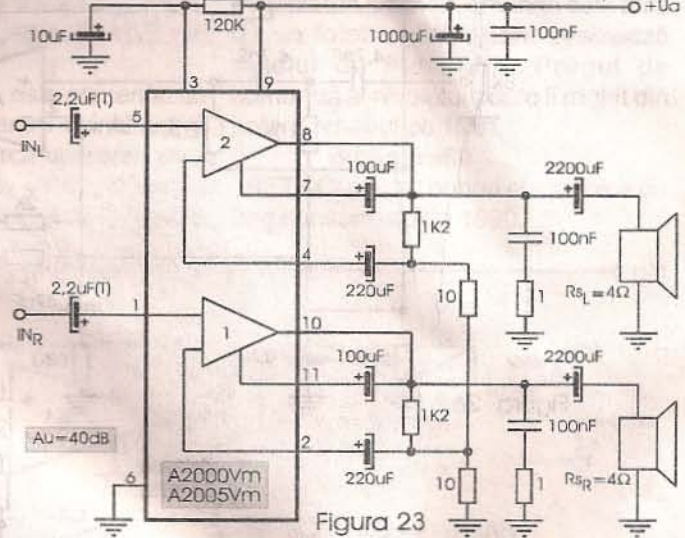 120K
+Ua
10uF
1000uF
100nF
3
9
2,2uF(T)
5
2
8
IN_L
7
100uF
2200uF
1K2
100nF
4
220uF
10
1
Rs_L=4Ω
2,2uF(T)
1
1
10
IN_R
11
100uF
2200uF
1K2
100nF
Au=40dB
2
220uF
10
1
Rs_R=4Ω
6
A2000Vm
A2005Vm
Figura 23